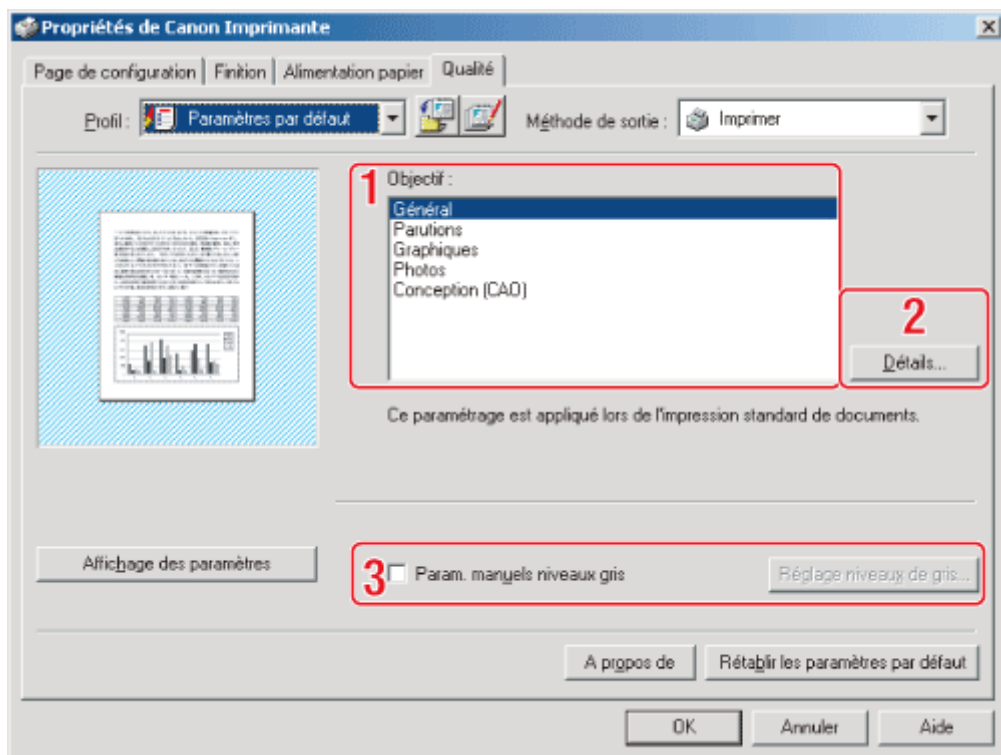 Propriétés de Canon Imprimante
Page de configuration Finition Alimentation papier Qualité
Profil : Paramètres par défaut Méthode de sortie : Imprimer
1 Objectif :
Général
Parutions
Graphiques
Photos
Conception (CAO)
2
Détails...
Ce paramétrage est appliqué lors de l'impression standard de documents.
Affichage des paramètres
3 Param. manuels niveaux gris Réglage niveaux de gris...
A propos de Rétablir les paramètres par défaut
OK Annuler Aide